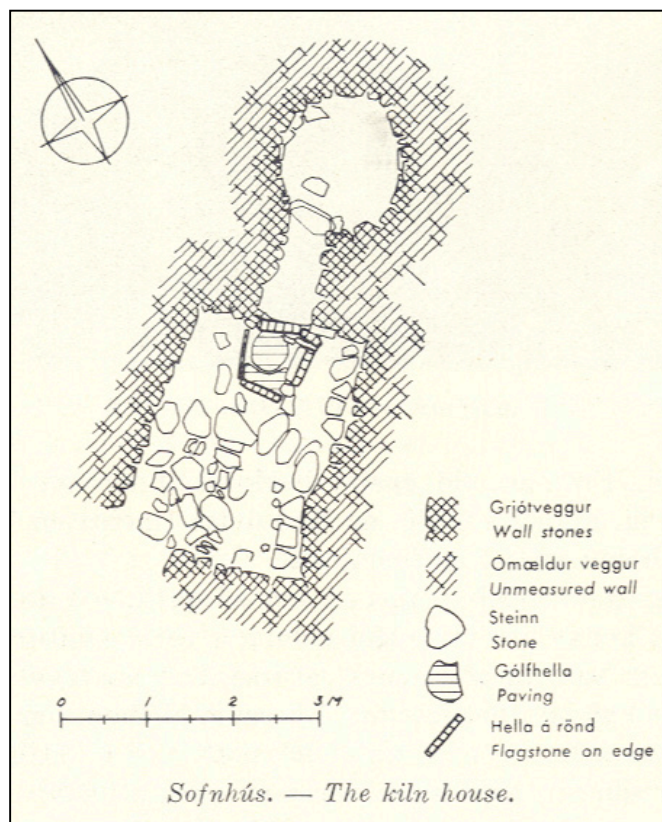 Grjótveggur
Wall stones
Ómældur veggur
Unmeasured wall
Steinn
Stone
Gólfhella
Paving
Hella á rönd
Flagstone on edge
0 1 2 3 M
Sofnhús. — The kiln house.